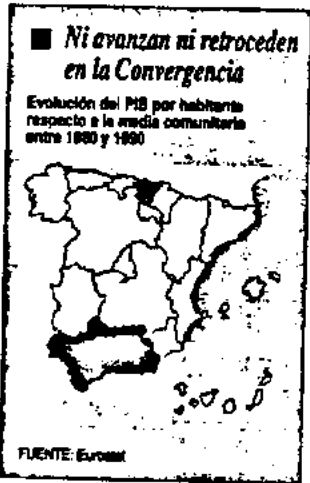 Ni avanzan ni retroceden
en la Convergencia
Evolución del PIB por habitante
respecto a la media comunitaria
entre 1980 y 1990
FUENTE: Eurostat